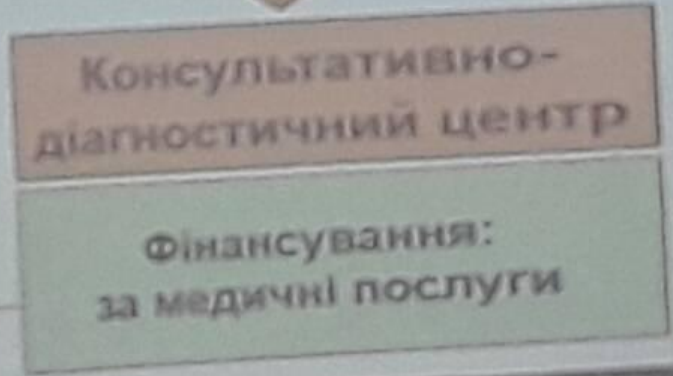 Консультативно-
діагностичний центр
Фінансування:
за медичні послуги